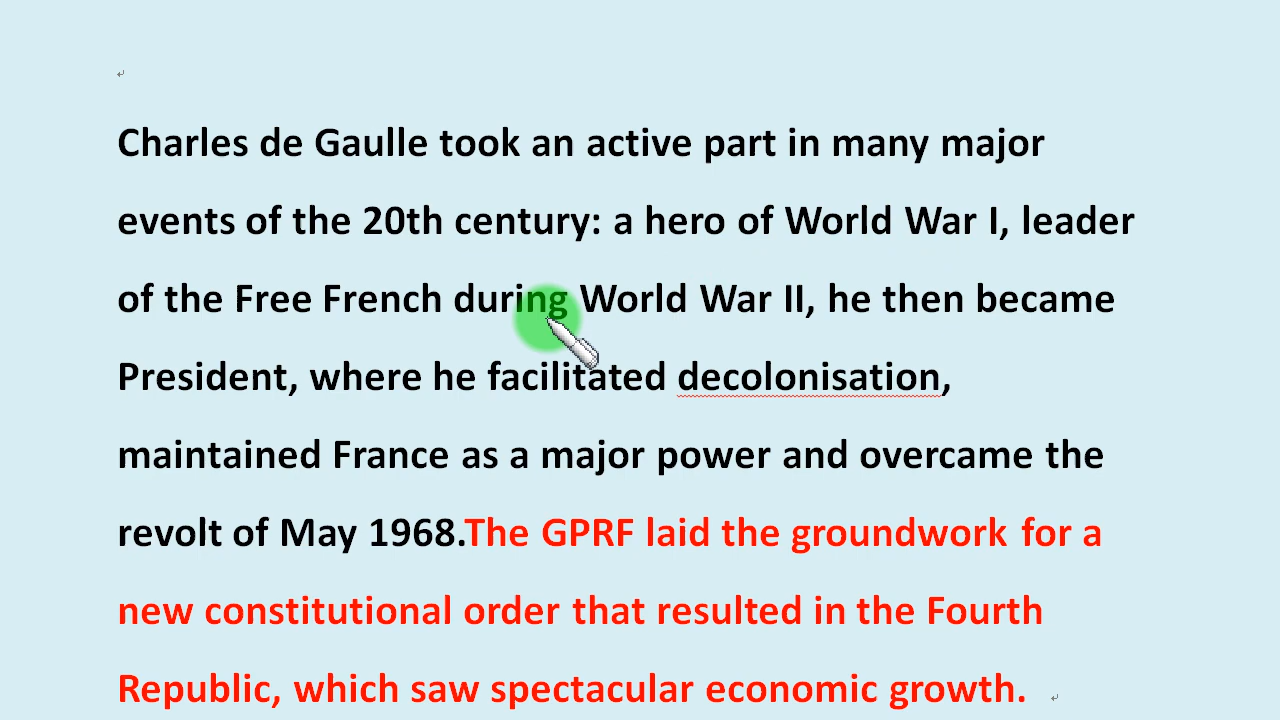 Charles de Gaulle took an active part in many major
events of the 20th century: a hero of World War I, leader
of the Free French during World War II, he then became
President, where he facilitated decolonisation,
maintained France as a major power and overcame the
revolt of May 1968.The GPRF laid the groundwork for a
new constitutional order that resulted in the Fourth
Republic, which saw spectacular economic growth.